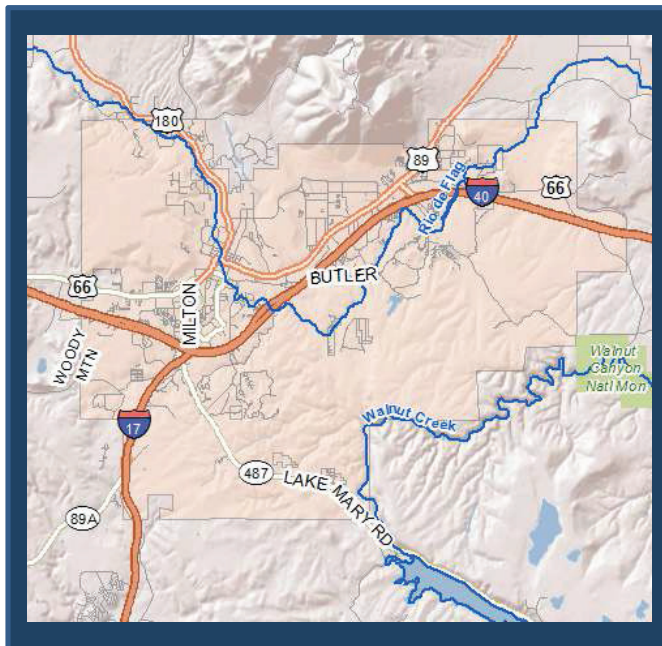 180
89
Rio de Flag
40
66
BUTLER
66
MILTON
WOODY
MTN
Walnut
Canyon
Natl Mon
17
Walnut Creek
487
LAKE MARY RD
89A